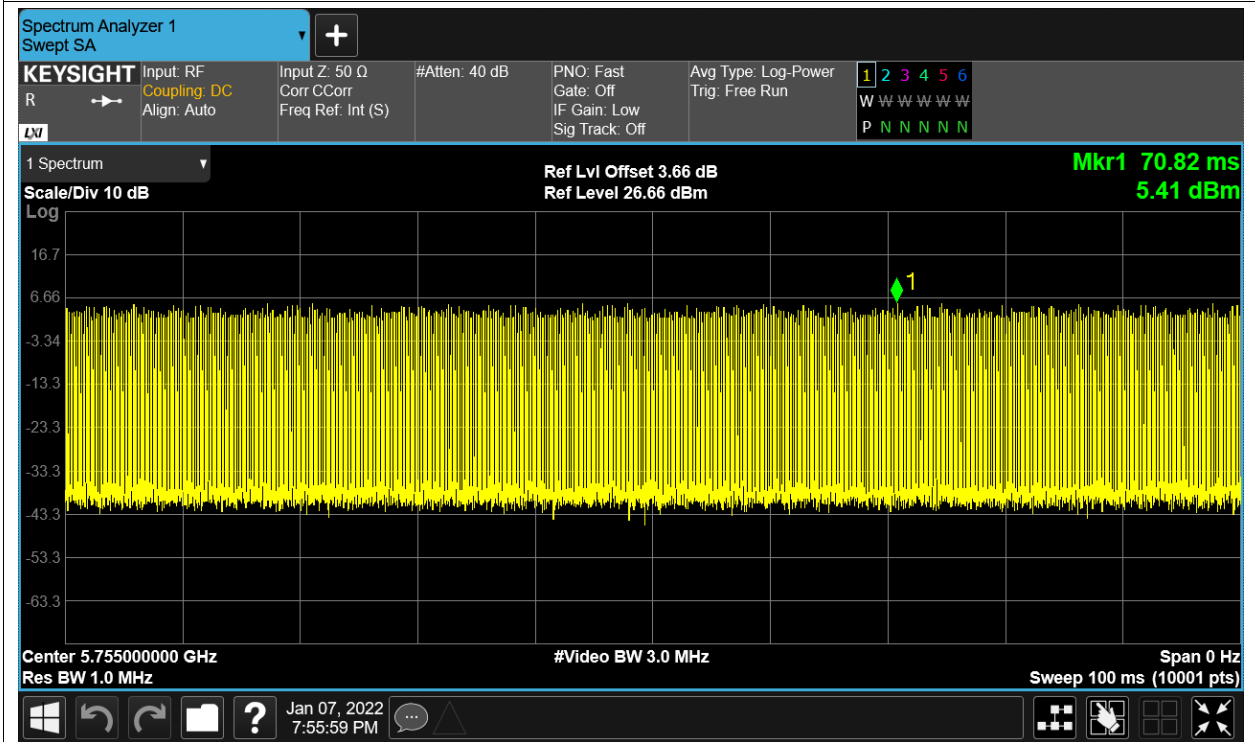 Spectrum Analyzer 1
Swept SA
KEYSIGHT
R
LXI
Input: RF
Coupling: DC
Align: Auto
Input Z: 50 Ω
Corr CCorr
Freq Ref: Int (S)
#Atten: 40 dB
PNO: Fast
Gate: Off
IF Gain: Low
Sig Track: Off
Avg Type: Log-Power
Trig: Free Run
1 2 3 4 5 6
W W W W W W
P N N N N N
1 Spectrum
Scale/Div 10 dB
Log
Ref Lvl Offset 3.66 dB
Ref Level 26.66 dBm
Mkr1 70.82 ms
5.41 dBm
1
16.7
6.66
-3.34
-13.3
-23.3
-33.3
-43.3
-53.3
-63.3
Center 5.755000000 GHz
Res BW 1.0 MHz
#Video BW 3.0 MHz
Span 0 Hz
Sweep 100 ms (10001 pts)
?
Jan 07, 2022
7:55:59 PM